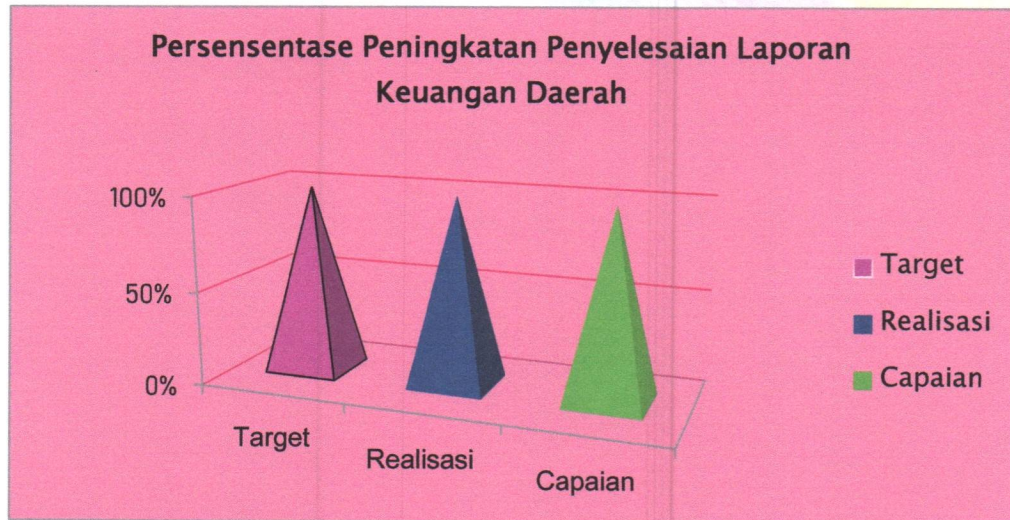 Persensentase Peningkatan Penyelesaian Laporan
Keuangan Daerah
100%
50%
0%
Target
Realisasi
Capaian
Target
Realisasi
Capaian